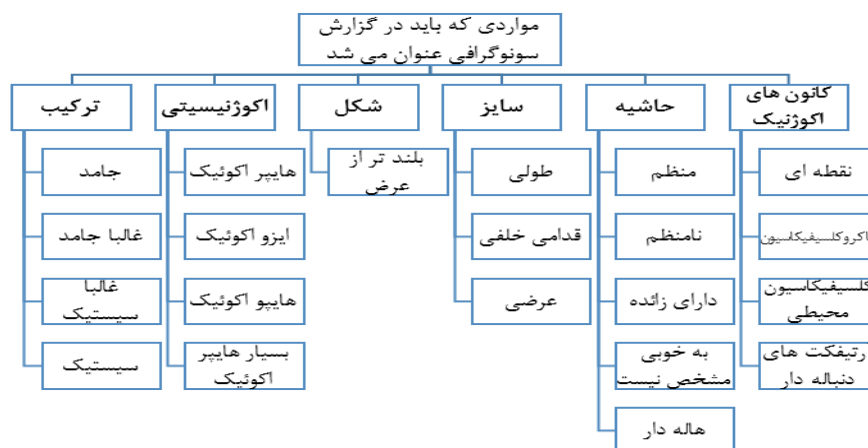 مواردی که باید در گزارش
سونوگرافی عنوان می شد
کانون های
اکوژنیک
حاشیه
سایز
شکل
اکوژنیسیتی
ترکیب
نقطه ای
اکروکلسیفیکاسیون
کلسیفیکاسیون
محیطی
رتیفکت های
دنباله دار
منظم
نامنظم
دارای زائده
به خوبی
مشخص نیست
هاله دار
طولی
قدامی خلفی
عرضی
بلند تر از
عرض
هایپر اکوئیک
ایزو اکوئیک
هایپو اکوئیک
بسیار هایپر
اکوئیک
جامد
غالبا جامد
غالبا
سیستیک
سیستیک